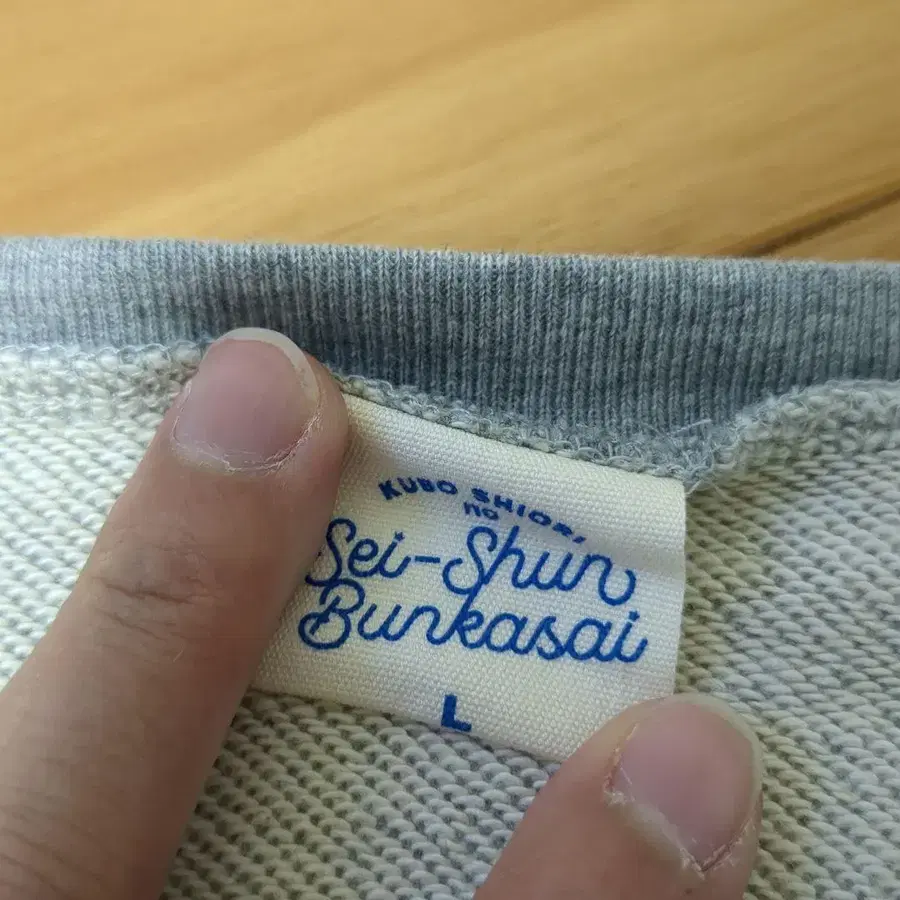 KUBO SHIORI
no
Sei-Shun
Bunkasai
L